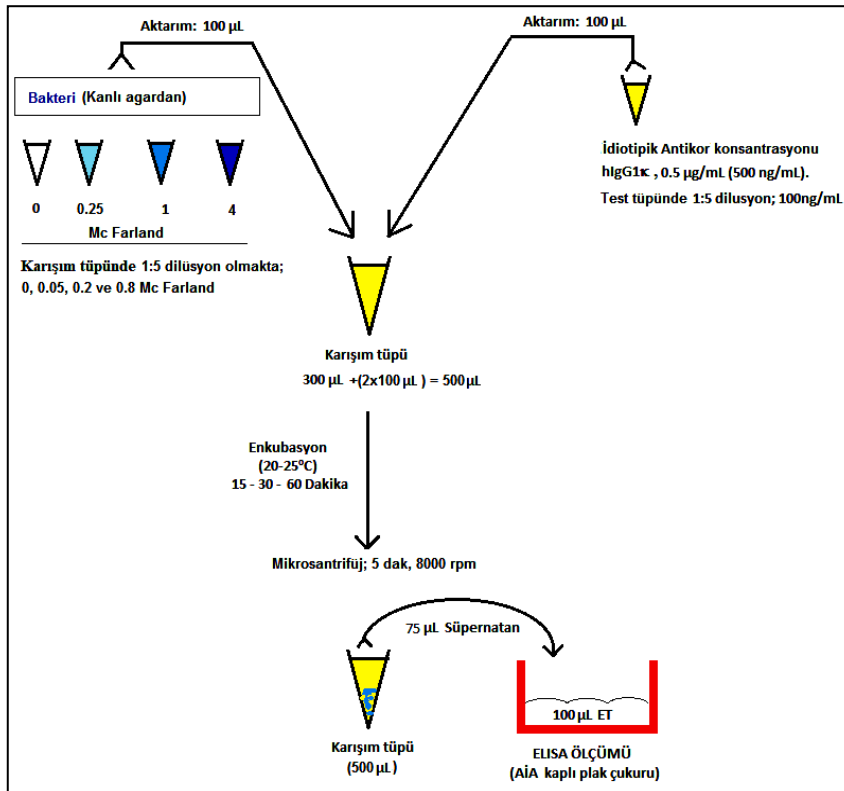 Aktarım: 100 µL
Aktarım: 100 µL
Bakteri (Kanlı agardan)
0 0.25 1 4
Mc Farland
Karışım tüpünde 1:5 dilüsyon olmakta;
0, 0.05, 0.2 ve 0.8 Mc Farland
İdiotipik Antikor konsantrasyonu
hIgG1κ , 0.5 µg/mL (500 ng/mL).
Test tüpünde 1:5 dilusyon; 100ng/mL
Karışım tüpü
300 µL +(2x100 µL ) = 500 µL
Enkubasyon
(20-25°C)
15 - 30 - 60 Dakika
Mikrosantrifüj; 5 dak, 8000 rpm
75 µL Süpernatan
100 µL ET
Karışım tüpü
(500 µL)
ELISA ÖLÇÜMÜ
(AİA kaplı plak çukuru)